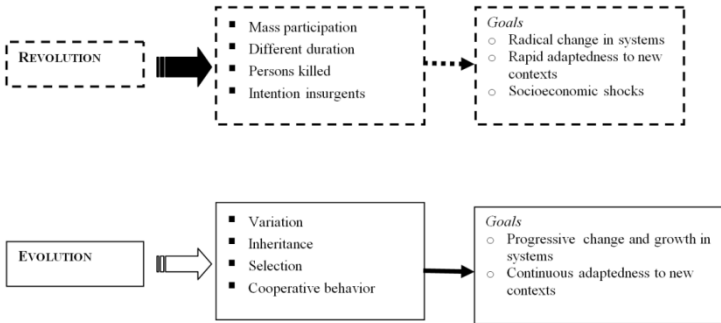 REVOLUTION
▪ Mass participation
▪ Different duration
▪ Persons killed
▪ Intention insurgents
Goals
o Radical change in systems
o Rapid adaptedness to new
contexts
o Socioeconomic shocks
EVOLUTION
▪ Variation
▪ Inheritance
▪ Selection
▪ Cooperative behavior
Goals
o Progressive change and growth in
systems
o Continuous adaptedness to new
contexts